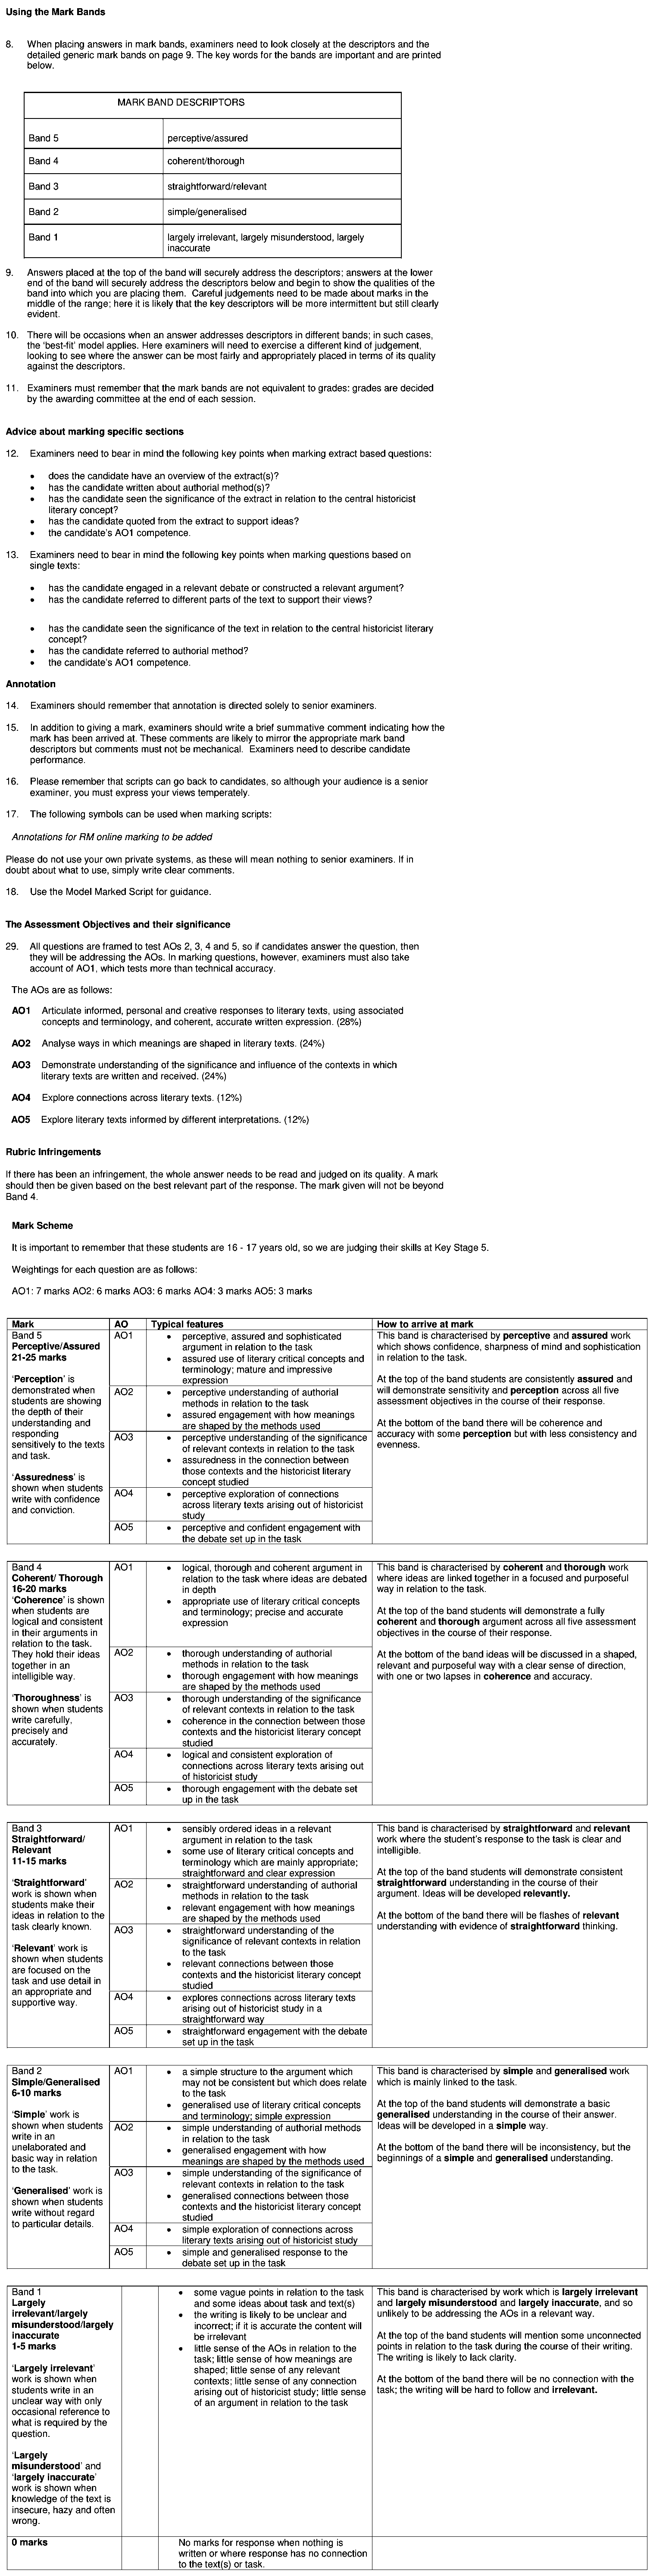 Using the Mark Bands
8. When placing answers in mark bands, examiners need to look closely at the descriptors and the
detailed generic mark bands on page 9. The key words for the bands are important and are printed
below.
MARK BAND DESCRIPTORS
Band 5 perceptive/assured
Band 4 coherent/thorough
Band 3 straightforward/relevant
Band 2 simple/generalised
Band 1 largely irrelevant, largely misunderstood, largely
inaccurate
9. Answers placed at the top of the band will securely address the descriptors; answers at the lower
end of the band will securely address the descriptors below and begin to show the qualities of the
band into which you are placing them. Careful judgements need to be made about marks in the
middle of the range; here it is likely that the key descriptors will be more intermittent but still clearly
evident.
10. There will be occasions when an answer addresses descriptors in different bands; in such cases,
the 'best-fit' model applies. Here examiners will need to exercise a different kind of judgement,
looking to see where the answer can be most fairly and appropriately placed in terms of its quality
against the descriptors.
11. Examiners must remember that the mark bands are not equivalent to grades: grades are decided
by the awarding committee at the end of each session.
Advice about marking specific sections
12. Examiners need to bear in mind the following key points when marking extract based questions:
• does the candidate have an overview of the extract(s)?
• has the candidate written about authorial method(s)?
• has the candidate seen the significance of the extract in relation to the central historicist
literary concept?
• has the candidate quoted from the extract to support ideas?
• the candidate's AO1 competence.
13. Examiners need to bear in mind the following key points when marking questions based on
single texts:
• has the candidate engaged in a relevant debate or constructed a relevant argument?
• has the candidate referred to different parts of the text to support their views?
• has the candidate seen the significance of the text in relation to the central historicist literary
concept?
• has the candidate referred to authorial method?
• the candidate's AO1 competence.
Annotation
14. Examiners should remember that annotation is directed solely to senior examiners.
15. In addition to giving a mark, examiners should write a brief summative comment indicating how the
mark has been arrived at. These comments are likely to mirror the appropriate mark band
descriptors but comments must not be mechanical. Examiners need to describe candidate
performance.
16. Please remember that scripts can go back to candidates, so although your audience is a senior
examiner, you must express your views temperately.
17. The following symbols can be used when marking scripts:
Annotations for RM online marking to be added
Please do not use your own private systems, as these will mean nothing to senior examiners. If in
doubt about what to use, simply write clear comments.
18. Use the Model Marked Script for guidance.
The Assessment Objectives and their significance
29. All questions are framed to test AOs 2, 3, 4 and 5, so if candidates answer the question, then
they will be addressing the AOs. In marking questions, however, examiners must also take
account of AO1, which tests more than technical accuracy.
The AOs are as follows:
AO1 Articulate informed, personal and creative responses to literary texts, using associated
concepts and terminology, and coherent, accurate written expression. (28%)
AO2 Analyse ways in which meanings are shaped in literary texts. (24%)
AO3 Demonstrate understanding of the significance and influence of the contexts in which
literary texts are written and received. (24%)
AO4 Explore connections across literary texts. (12%)
AO5 Explore literary texts informed by different interpretations. (12%)
Rubric Infringements
If there has been an infringement, the whole answer needs to be read and judged on its quality. A mark
should then be given based on the best relevant part of the response. The mark given will not be beyond
Band 4.
Mark Scheme
It is important to remember that these students are 16 - 17 years old, so we are judging their skills at Key Stage 5.
Weightings for each question are as follows:
AO1: 7 marks AO2: 6 marks AO3: 6 marks AO4: 3 marks AO5: 3 marks
Mark AO Typical features How to arrive at mark
Band 5
Perceptive/Assured
21-25 marks
'Perception' is
demonstrated when
students are showing
the depth of their
understanding and
responding
sensitively to the texts
and task.
'Assuredness' is
shown when students
write with confidence
and conviction.
AO1
• perceptive, assured and sophisticated
argument in relation to the task
• assured use of literary critical concepts and
terminology; mature and impressive
expression
AO2
• perceptive understanding of authorial
methods in relation to the task
• assured engagement with how meanings
are shaped by the methods used
AO3
• perceptive understanding of the significance
of relevant contexts in relation to the task
• assuredness in the connection between
those contexts and the historicist literary
concept studied
AO4
• perceptive exploration of connections
across literary texts arising out of historicist
study
AO5
• perceptive and confident engagement with
the debate set up in the task
This band is characterised by perceptive and assured work
which shows confidence, sharpness of mind and sophistication
in relation to the task.
At the top of the band students are consistently assured and
will demonstrate sensitivity and perception across all five
assessment objectives in the course of their response.
At the bottom of the band there will be coherence and
accuracy with some perception but with less consistency and
evenness.
Band 4
Coherent/ Thorough
16-20 marks
'Coherence' is shown
when students are
logical and consistent
in their arguments in
relation to the task.
They hold their ideas
together in an
intelligible way.
'Thoroughness' is
shown when students
write carefully,
precisely and
accurately.
AO1
• logical, thorough and coherent argument in
relation to the task where ideas are debated
in depth
• appropriate use of literary critical concepts
and terminology; precise and accurate
expression
AO2
• thorough understanding of authorial
methods in relation to the task
• thorough engagement with how meanings
are shaped by the methods used
AO3
• thorough understanding of the significance
of relevant contexts in relation to the task
• coherence in the connection between those
contexts and the historicist literary concept
studied
AO4
• logical and consistent exploration of
connections across literary texts arising out
of historicist study
AO5
• thorough engagement with the debate set
up in the task
This band is characterised by coherent and thorough work
where ideas are linked together in a focused and purposeful
way in relation to the task.
At the top of the band students will demonstrate a fully
coherent and thorough argument across all five assessment
objectives in the course of their response.
At the bottom of the band ideas will be discussed in a shaped,
relevant and purposeful way with a clear sense of direction,
with one or two lapses in coherence and accuracy.
Band 3
Straightforward/
Relevant
11-15 marks
'Straightforward'
work is shown when
students make their
ideas in relation to the
task clearly known.
'Relevant' work is
shown when students
are focused on the
task and use detail in
an appropriate and
supportive way.
AO1
• sensibly ordered ideas in a relevant
argument in relation to the task
• some use of literary critical concepts and
terminology which are mainly appropriate;
straightforward and clear expression
AO2
• straightforward understanding of authorial
methods in relation to the task
• relevant engagement with how meanings
are shaped by the methods used
AO3
• straightforward understanding of the
significance of relevant contexts in relation
to the task
• relevant connections between those
contexts and the historicist literary concept
studied
AO4
• explores connections across literary texts
arising out of historicist study in a
straightforward way
AO5
• straightforward engagement with the debate
set up in the task
This band is characterised by straightforward and relevant
work where the student's response to the task is clear and
intelligible.
At the top of the band students will demonstrate consistent
straightforward understanding in the course of their
argument. Ideas will be developed relevantly.
At the bottom of the band there will be flashes of relevant
understanding with evidence of straightforward thinking.
Band 2
Simple/Generalised
6-10 marks
'Simple' work is
shown when students
write in an
unelaborated and
basic way in relation
to the task.
'Generalised' work is
shown when students
write without regard
to particular details.
AO1
• a simple structure to the argument which
may not be consistent but which does relate
to the task
• generalised use of literary critical concepts
and terminology; simple expression
AO2
• simple understanding of authorial methods
in relation to the task
• generalised engagement with how
meanings are shaped by the methods used
AO3
• simple understanding of the significance of
relevant contexts in relation to the task
• generalised connections between those
contexts and the historicist literary concept
studied
AO4
• simple exploration of connections across
literary texts arising out of historicist study
AO5
• simple and generalised response to the
debate set up in the task
This band is characterised by simple and generalised work
which is mainly linked to the task.
At the top of the band students will demonstrate a basic
generalised understanding in the course of their answer.
Ideas will be developed in a simple way.
At the bottom of the band there will be inconsistency, but the
beginnings of a simple and generalised understanding.
Band 1
Largely
irrelevant/largely
misunderstood/largely
inaccurate
1-5 marks
'Largely irrelevant'
work is shown when
students write in an
unclear way with only
occasional reference to
what is required by the
question.
'Largely
misunderstood' and
'largely inaccurate'
work is shown when
knowledge of the text is
insecure, hazy and often
wrong.
• some vague points in relation to the task
and some ideas about task and text(s)
• the writing is likely to be unclear and
incorrect; if it is accurate the content will
be irrelevant
• little sense of the AOs in relation to the
task; little sense of how meanings are
shaped; little sense of any relevant
contexts; little sense of any connection
arising out of historicist study; little sense
of an argument in relation to the task
This band is characterised by work which is largely irrelevant
and largely misunderstood and largely inaccurate, and so
unlikely to be addressing the AOs in a relevant way.
At the top of the band students will mention some unconnected
points in relation to the task during the course of their writing.
The writing is likely to lack clarity.
At the bottom of the band there will be no connection with the
task; the writing will be hard to follow and irrelevant.
0 marks
No marks for response when nothing is
written or where response has no connection
to the text(s) or task.